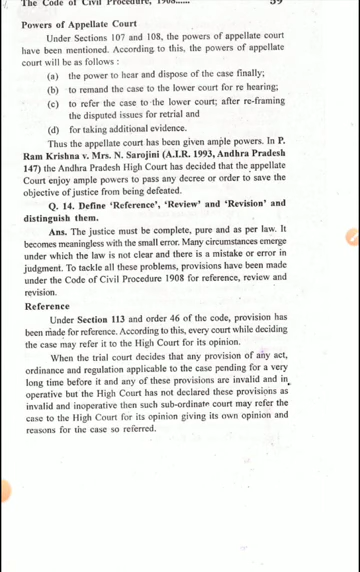 The Code of Civil Procedure, 1908...... 39
Powers of Appellate Court
Under Sections 107 and 108, the powers of appellate court
have been mentioned. According to this, the powers of appellate
court will be as follows :
(a) the power to hear and dispose of the case finally;
(b) to remand the case to the lower court for re hearing;
(c) to refer the case to the lower court; after re-framing
the disputed issues for retrial and
(d) for taking additional evidence.
Thus the appellate court has been given ample powers. In P.
Ram Krishna v. Mrs. N. Sarojini (A.I.R. 1993, Andhra Pradesh
147) the Andhra Pradesh High Court has decided that the appellate
Court enjoy ample powers to pass any decree or order to save the
objective of justice from being defeated.
Q. 14. Define ‘Reference’, ‘Review’ and ‘Revision’ and
distinguish them.
Ans. The justice must be complete, pure and as per law. It
becomes meaningless with the small error. Many circumstances emerge
under which the law is not clear and there is a mistake or error in
judgment. To tackle all these problems, provisions have been made
under the Code of Civil Procedure 1908 for reference, review and
revision.
Reference
Under Section 113 and order 46 of the code, provision has
been made for reference. According to this, every court while deciding
the case may refer it to the High Court for its opinion.
When the trial court decides that any provision of any act,
ordinance and regulation applicable to the case pending for a very
long time before it and any of these provisions are invalid and in
operative but the High Court has not declared these provisions as
invalid and inoperative then such sub-ordinate court may refer the
case to the High Court for its opinion giving its own opinion and
reasons for the case so referred.